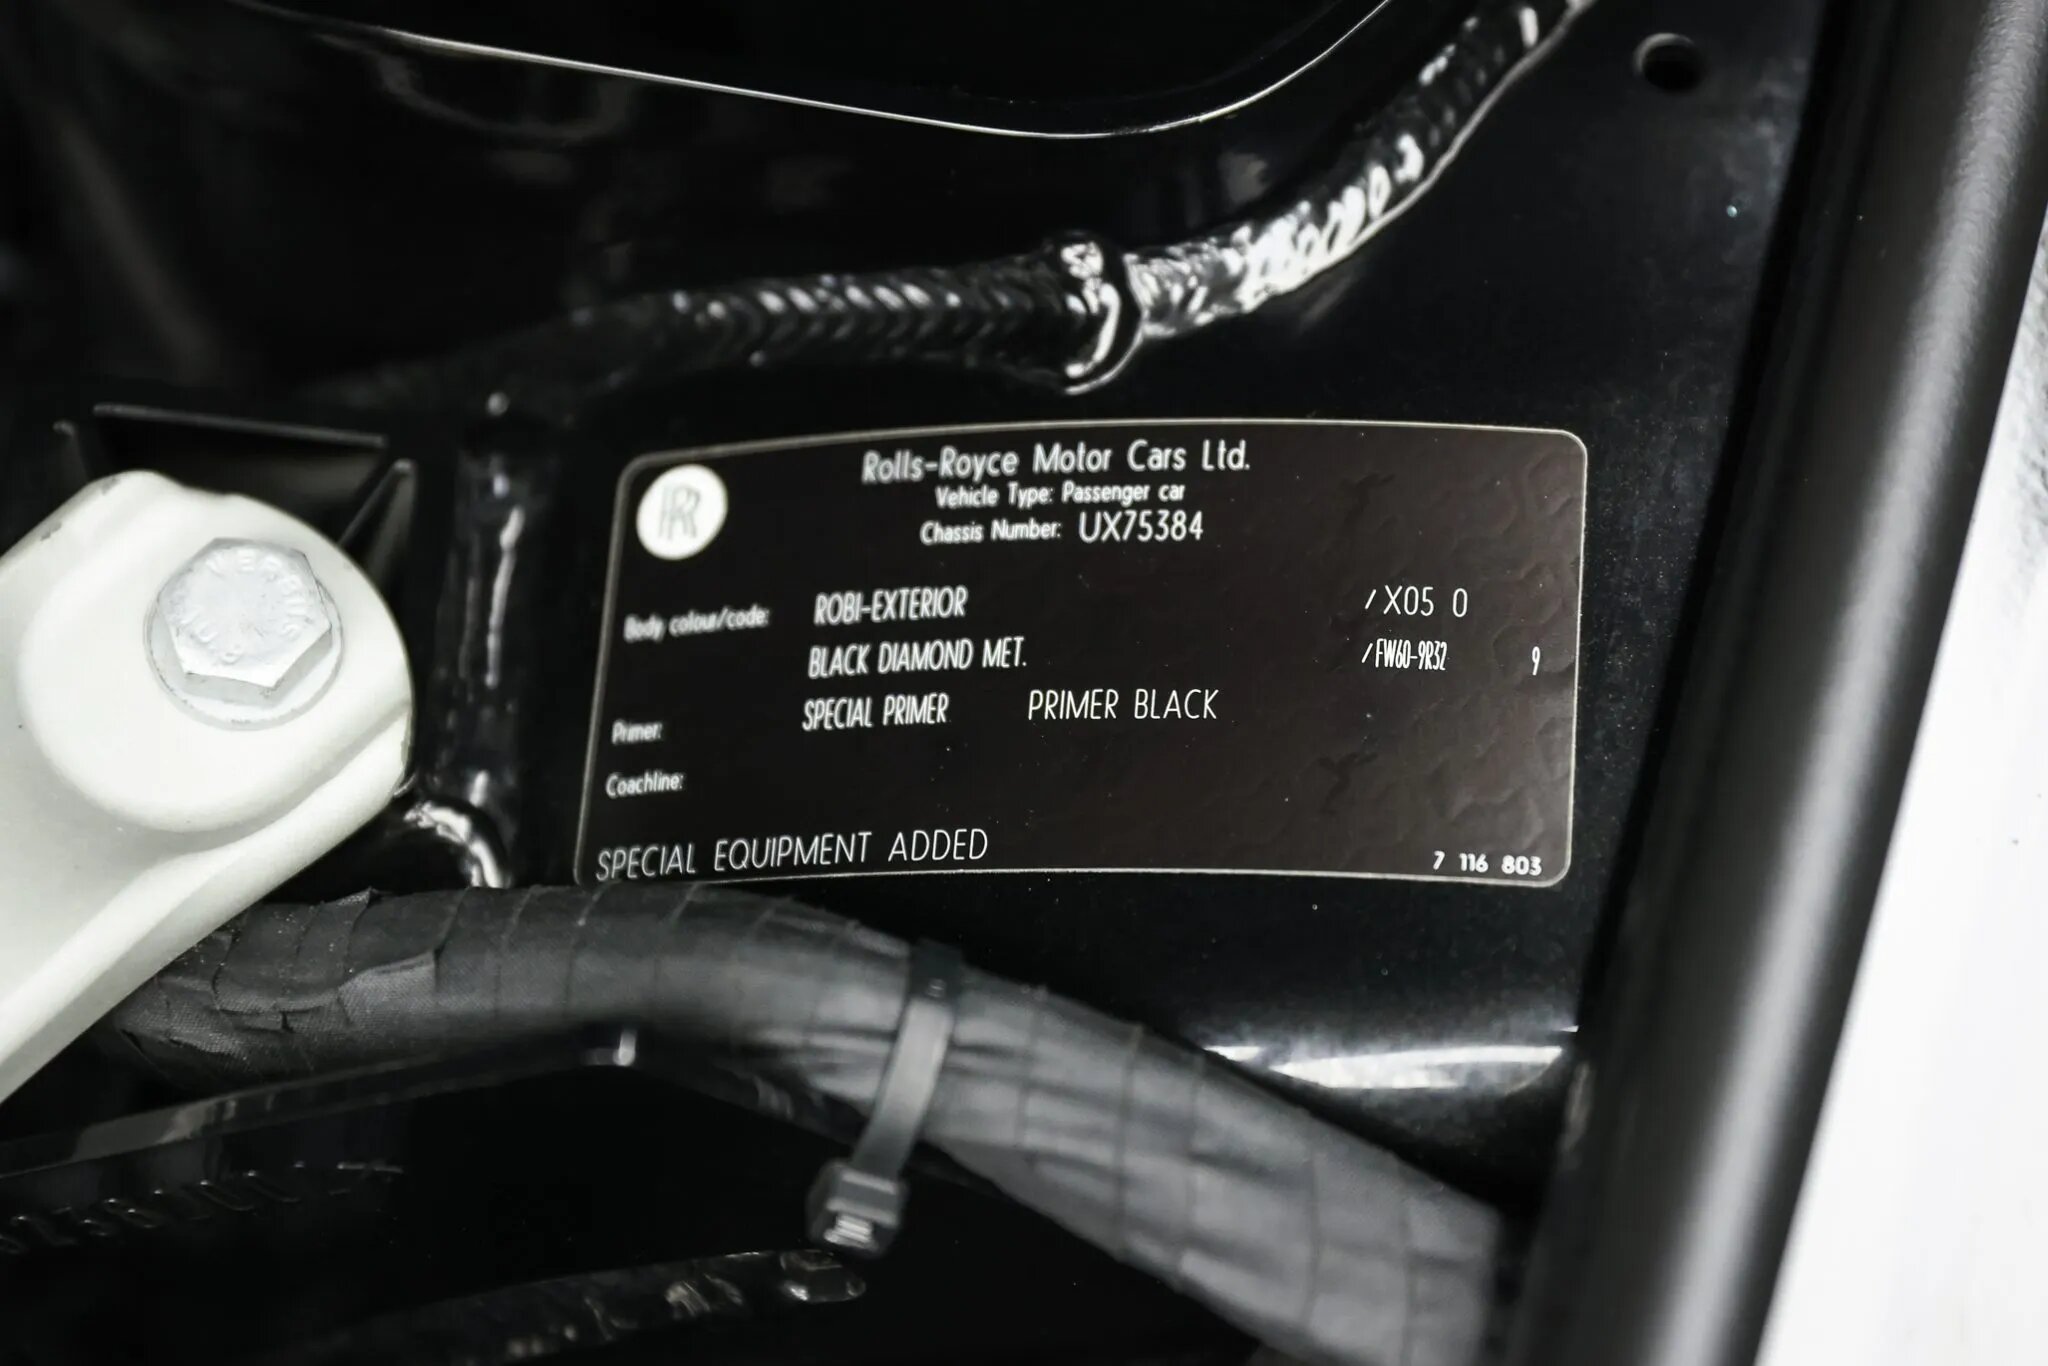 RR
Rolls-Royce Motor Cars Ltd.
Vehicle Type: Passenger car
Chassis Number: UX75384
Body colour/code: ROBI-EXTERIOR /X05 0
BLACK DIAMOND MET. /FW60-9R32 9
Primer: SPECIAL PRIMER PRIMER BLACK
Coachline:
SPECIAL EQUIPMENT ADDED
7 116 803